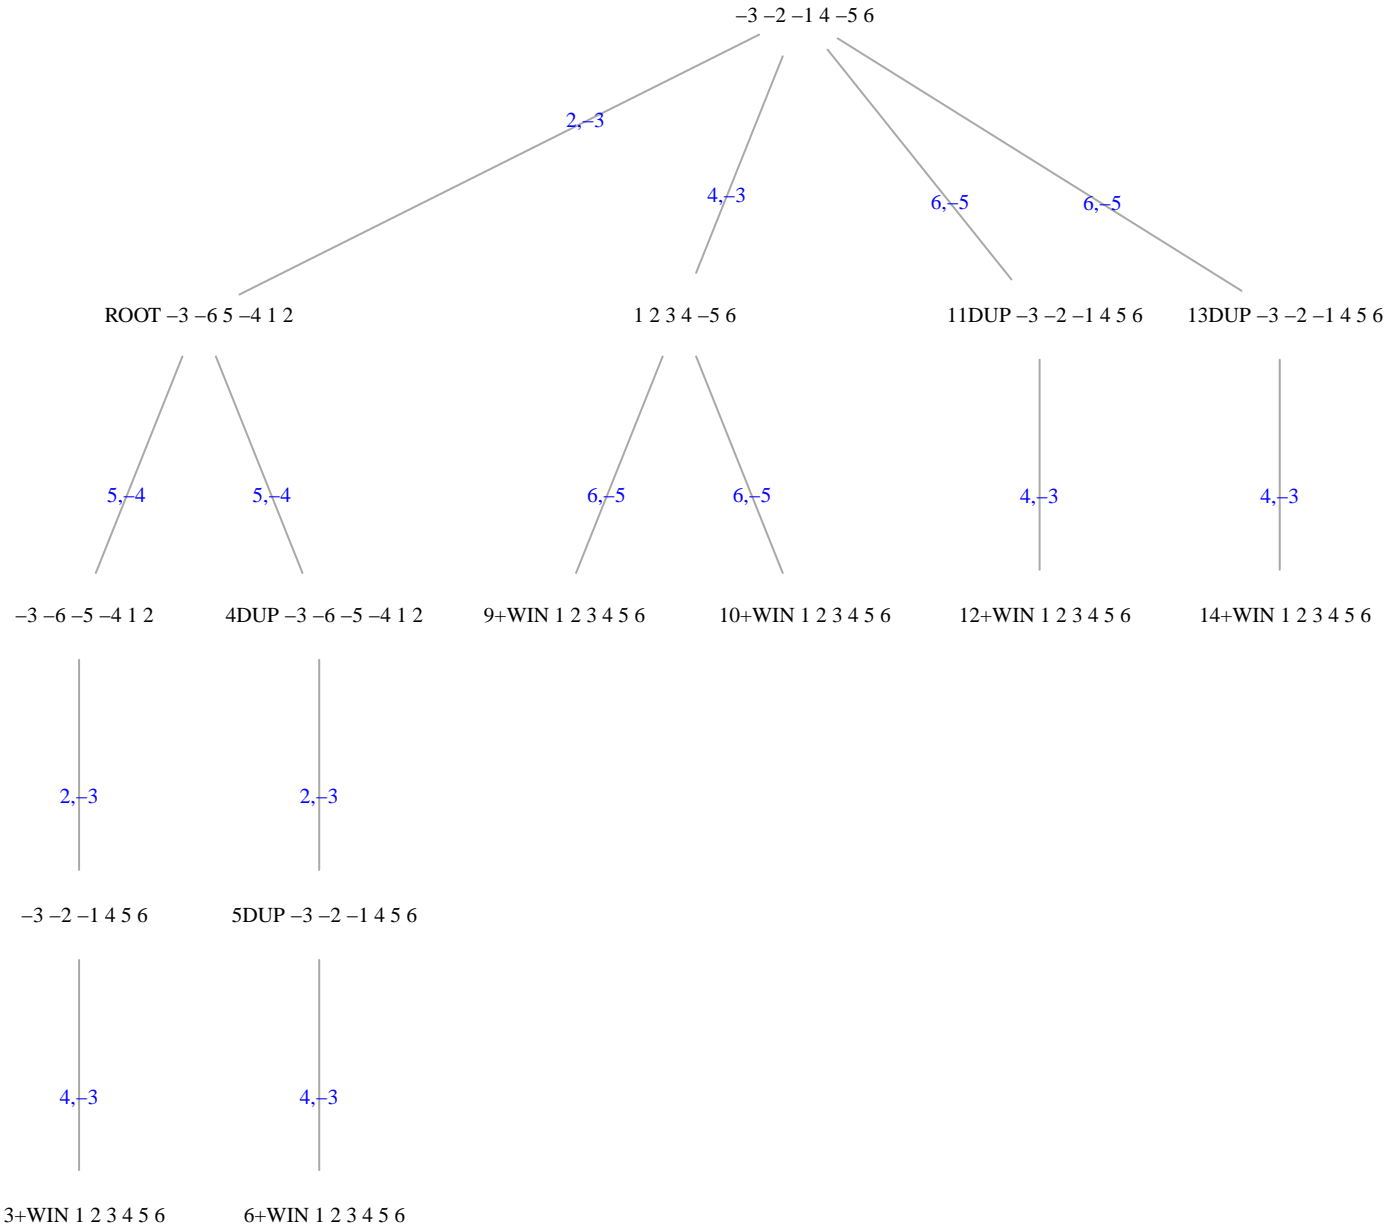 –3 –2 –1 4 –5 6
2,–3
4,–3
6,–5
6,–5
ROOT –3 –6 5 –4 1 2
1 2 3 4 –5 6
11DUP –3 –2 –1 4 5 6
13DUP –3 –2 –1 4 5 6
5,–4
5,–4
6,–5
6,–5
4,–3
4,–3
–3 –6 –5 –4 1 2
4DUP –3 –6 –5 –4 1 2
9+WIN 1 2 3 4 5 6
10+WIN 1 2 3 4 5 6
12+WIN 1 2 3 4 5 6
14+WIN 1 2 3 4 5 6
2,–3
2,–3
–3 –2 –1 4 5 6
5DUP –3 –2 –1 4 5 6
4,–3
4,–3
3+WIN 1 2 3 4 5 6
6+WIN 1 2 3 4 5 6